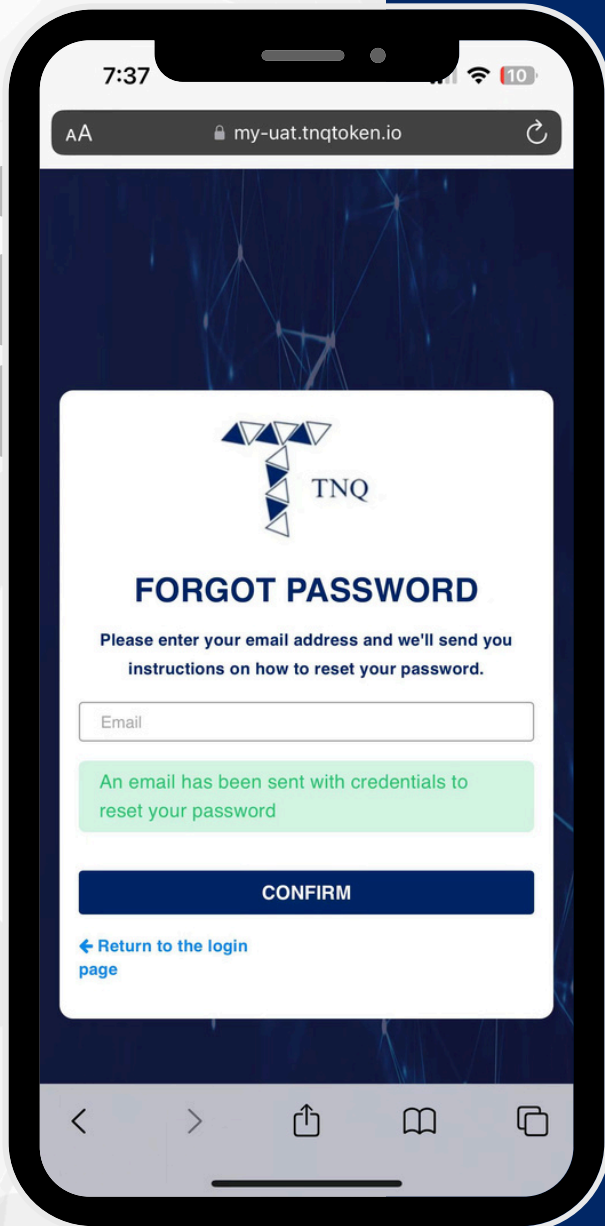 7:37
10
AA my-uat.tnqtoken.io
TNQ
FORGOT PASSWORD
Please enter your email address and we'll send you
instructions on how to reset your password.
Email
An email has been sent with credentials to
reset your password
CONFIRM
Return to the login
page